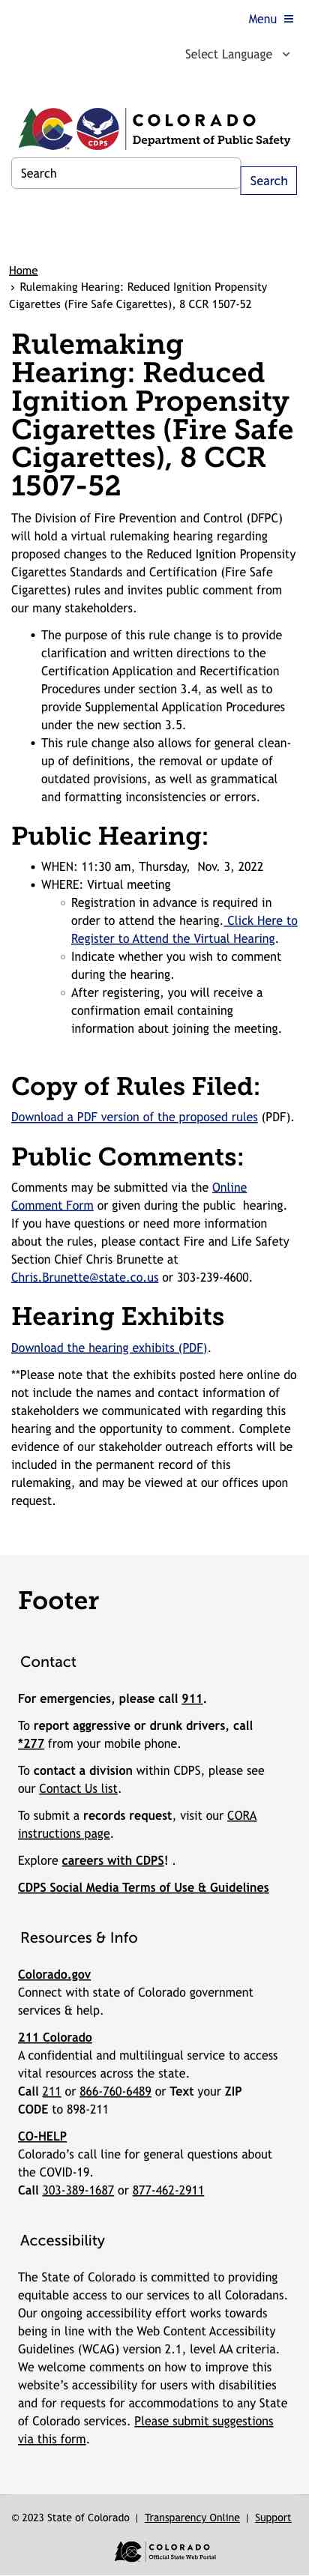 Menu ≡
Select Language
COLORADO
CDPS
Department of Public Safety
Search
Search
Home
› Rulemaking Hearing: Reduced Ignition Propensity
Cigarettes (Fire Safe Cigarettes), 8 CCR 1507-52
Rulemaking
Hearing: Reduced
Ignition Propensity
Cigarettes (Fire Safe
Cigarettes), 8 CCR
1507-52
The Division of Fire Prevention and Control (DFPC)
will hold a virtual rulemaking hearing regarding
proposed changes to the Reduced Ignition Propensity
Cigarettes Standards and Certification (Fire Safe
Cigarettes) rules and invites public comment from
our many stakeholders.
• The purpose of this rule change is to provide
clarification and written directions to the
Certification Application and Recertification
Procedures under section 3.4, as well as to
provide Supplemental Application Procedures
under the new section 3.5.
• This rule change also allows for general clean-
up of definitions, the removal or update of
outdated provisions, as well as grammatical
and formatting inconsistencies or errors.
Public Hearing:
• WHEN: 11:30 am, Thursday,  Nov. 3, 2022
• WHERE: Virtual meeting
◦ Registration in advance is required in
order to attend the hearing. Click Here to
Register to Attend the Virtual Hearing.
◦ Indicate whether you wish to comment
during the hearing.
◦ After registering, you will receive a
confirmation email containing
information about joining the meeting.
Copy of Rules Filed:
Download a PDF version of the proposed rules (PDF).
Public Comments:
Comments may be submitted via the Online
Comment Form or given during the public  hearing.
If you have questions or need more information
about the rules, please contact Fire and Life Safety
Section Chief Chris Brunette at
Chris.Brunette@state.co.us or 303-239-4600.
Hearing Exhibits
Download the hearing exhibits (PDF).
**Please note that the exhibits posted here online do
not include the names and contact information of
stakeholders we communicated with regarding this
hearing and the opportunity to comment. Complete
evidence of our stakeholder outreach efforts will be
included in the permanent record of this
rulemaking, and may be viewed at our offices upon
request.
Footer
Contact
For emergencies, please call 911.
To report aggressive or drunk drivers, call
*277 from your mobile phone.
To contact a division within CDPS, please see
our Contact Us list.
To submit a records request, visit our CORA
instructions page.
Explore careers with CDPS! .
CDPS Social Media Terms of Use & Guidelines
Resources & Info
Colorado.gov
Connect with state of Colorado government
services & help.
211 Colorado
A confidential and multilingual service to access
vital resources across the state.
Call 211 or 866-760-6489 or Text your ZIP
CODE to 898-211
CO-HELP
Colorado’s call line for general questions about
the COVID-19.
Call 303-389-1687 or 877-462-2911
Accessibility
The State of Colorado is committed to providing
equitable access to our services to all Coloradans.
Our ongoing accessibility effort works towards
being in line with the Web Content Accessibility
Guidelines (WCAG) version 2.1, level AA criteria.
We welcome comments on how to improve this
website’s accessibility for users with disabilities
and for requests for accommodations to any State
of Colorado services. Please submit suggestions
via this form.
© 2023 State of Colorado | Transparency Online | Support
COLORADO
Official State Web Portal